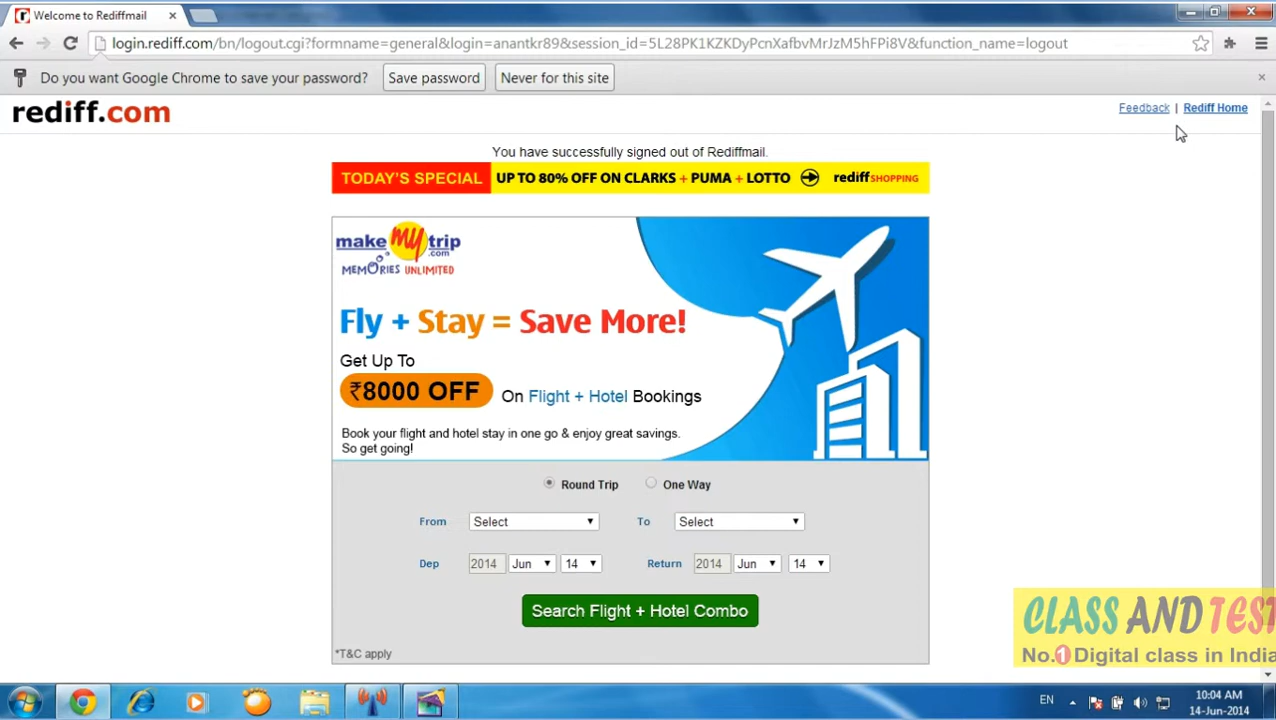 Welcome to Rediffmail
login.rediff.com/bn/logout.cgi?formname=general&login=anantkr89&session_id=5L28PK1KZKDyPcnXafbvMrJzM5hFPi8V&function_name=logout
Do you want Google Chrome to save your password? Save password Never for this site
rediff.com
Feedback | Rediff Home
You have successfully signed out of Rediffmail.
TODAY'S SPECIAL UP TO 80% OFF ON CLARKS + PUMA + LOTTO rediff SHOPPING
make my trip .com
MEMORIES UNLIMITED
Fly + Stay = Save More!
Get Up To
₹8000 OFF On Flight + Hotel Bookings
Book your flight and hotel stay in one go & enjoy great savings.
So get going!
Round Trip One Way
From Select To Select
Dep 2014 Jun 14 Return 2014 Jun 14
Search Flight + Hotel Combo
*T&C apply
CLASS AND TEST
No.1 Digital class in India
EN
10:04 AM
14-Jun-2014